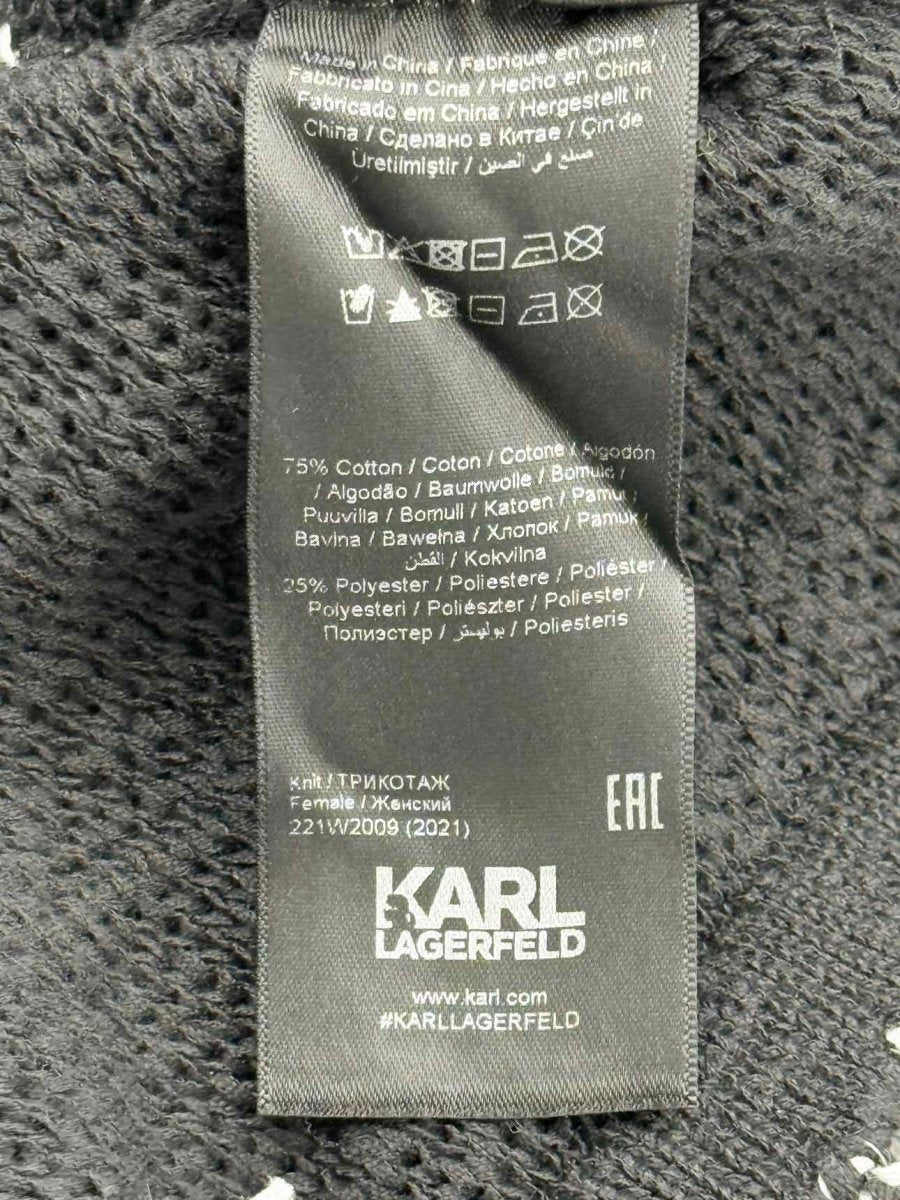 Made in China / Fabriqué en Chine /
Fabbricato in Cina / Hecho en China /
Fabricado em China / Hergestellt in
China / Сделано в Китае / Çin'de
Üretilmiştir / صنع في الصين
75% Cotton / Coton / Cotone / Algodón
/ Algodão / Baumwolle / Bomuld /
Puuvilla / Bomull / Katoen / Pamut /
Bavlna / Bawełna / Хлопок / Pamuk /
القطن / Kokvilna
25% Polyester / Poliestere / Poliéster /
Polyesteri / Poliészter / Poliester /
Полиэстер / بوليستر / Poliesteris
Knit / ТРИКОТАЖ
Female / Женский
221W2009 (2021)
EAC
KARL
LAGERFELD
www.karl.com
#KARLLAGERFELD